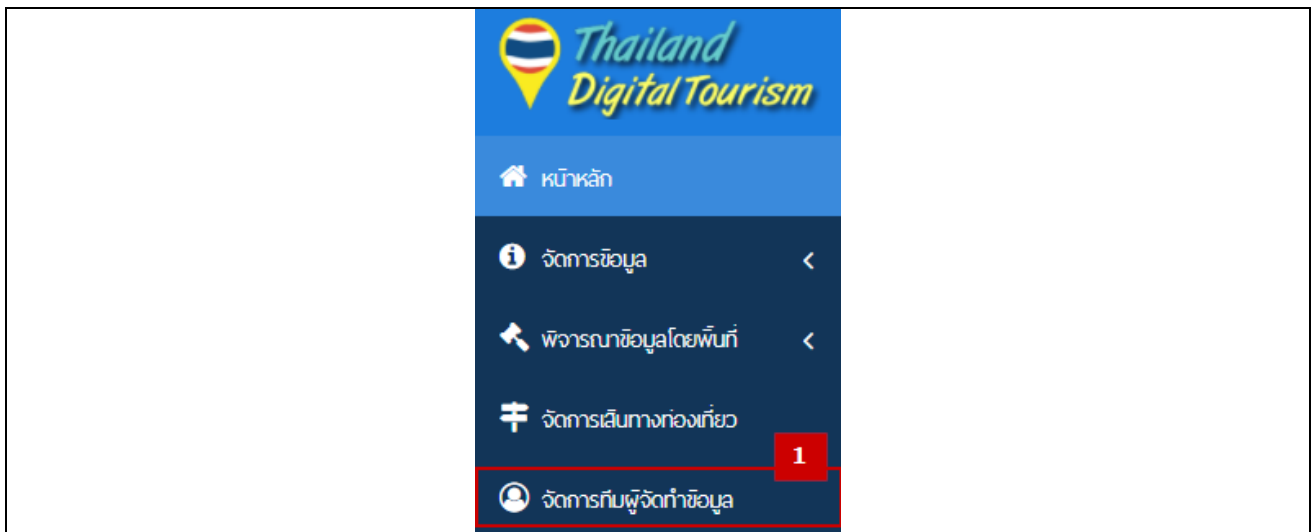 Thailand
Digital Tourism
หน้าหลัก
จัดการข้อมูล
พิจารณาข้อมูลโดยพื้นที่
จัดการเส้นทางท่องเที่ยว
1
จัดการทีมผู้จัดทำข้อมูล